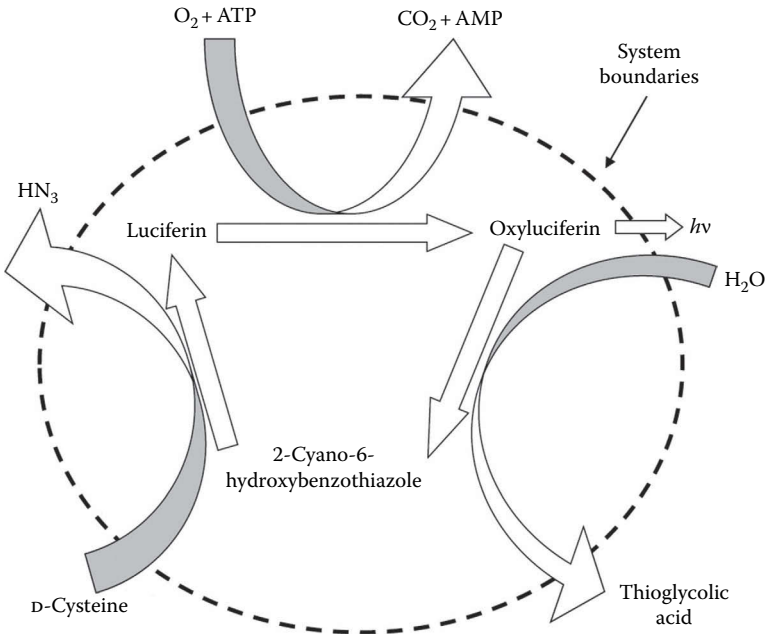 O₂ + ATP
CO₂ + AMP
System
boundaries
HN₃
Luciferin
Oxyluciferin
hν
H₂O
2-Cyano-6-
hydroxybenzothiazole
D-Cysteine
Thioglycolic
acid